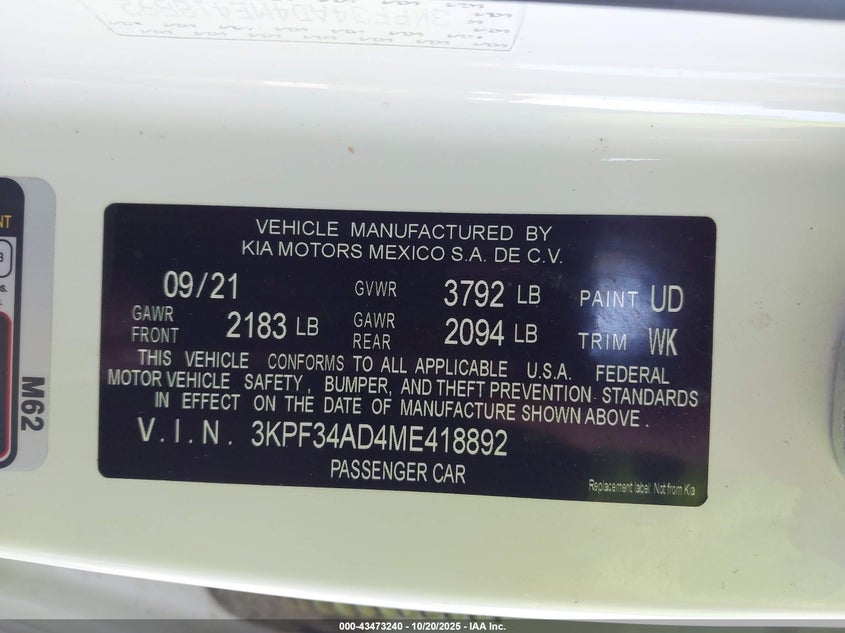 VEHICLE MANUFACTURED BY
KIA MOTORS MEXICO S.A. DE C.V.
09/21 GVWR 3792 LB PAINT UD
GAWR FRONT 2183 LB GAWR REAR 2094 LB TRIM WK
THIS VEHICLE CONFORMS TO ALL APPLICABLE U.S.A. FEDERAL
MOTOR VEHICLE SAFETY, BUMPER, AND THEFT PREVENTION STANDARDS
IN EFFECT ON THE DATE OF MANUFACTURE SHOWN ABOVE.
V.I.N. 3KPF34AD4ME418892
PASSENGER CAR
Replacement label. Not from Kia
M62
000-43473240 - 10/20/2025 - IAA Inc.